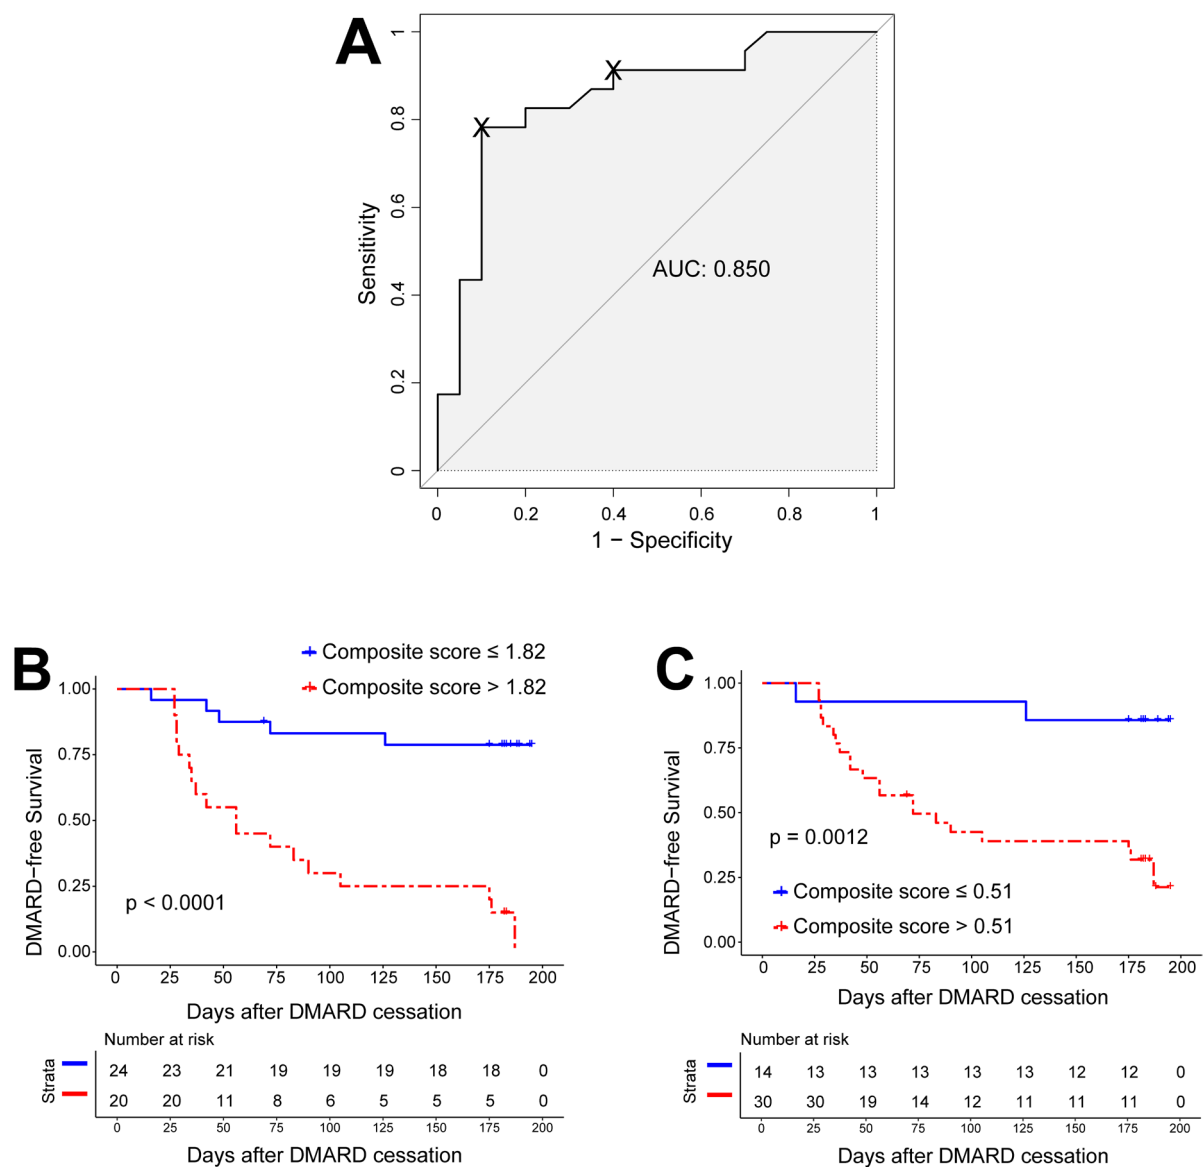 A
1
0.8
0.6
0.4
0.2
0
Sensitivity
AUC: 0.850
0 0.2 0.4 0.6 0.8 1
1 − Specificity
B
Composite score ≤ 1.82
Composite score > 1.82
1.00
0.75
0.50
0.25
0.00
DMARD−free Survival
p < 0.0001
0 25 50 75 100 125 150 175 200
Days after DMARD cessation
Number at risk
Strata
24 23 21 19 19 19 18 18 0
20 20 11 8 6 5 5 5 0
0 25 50 75 100 125 150 175 200
Days after DMARD cessation
C
1.00
0.75
0.50
0.25
0.00
DMARD−free Survival
p = 0.0012
Composite score ≤ 0.51
Composite score > 0.51
0 25 50 75 100 125 150 175 200
Days after DMARD cessation
Number at risk
Strata
14 13 13 13 13 13 12 12 0
30 30 19 14 12 11 11 11 0
0 25 50 75 100 125 150 175 200
Days after DMARD cessation